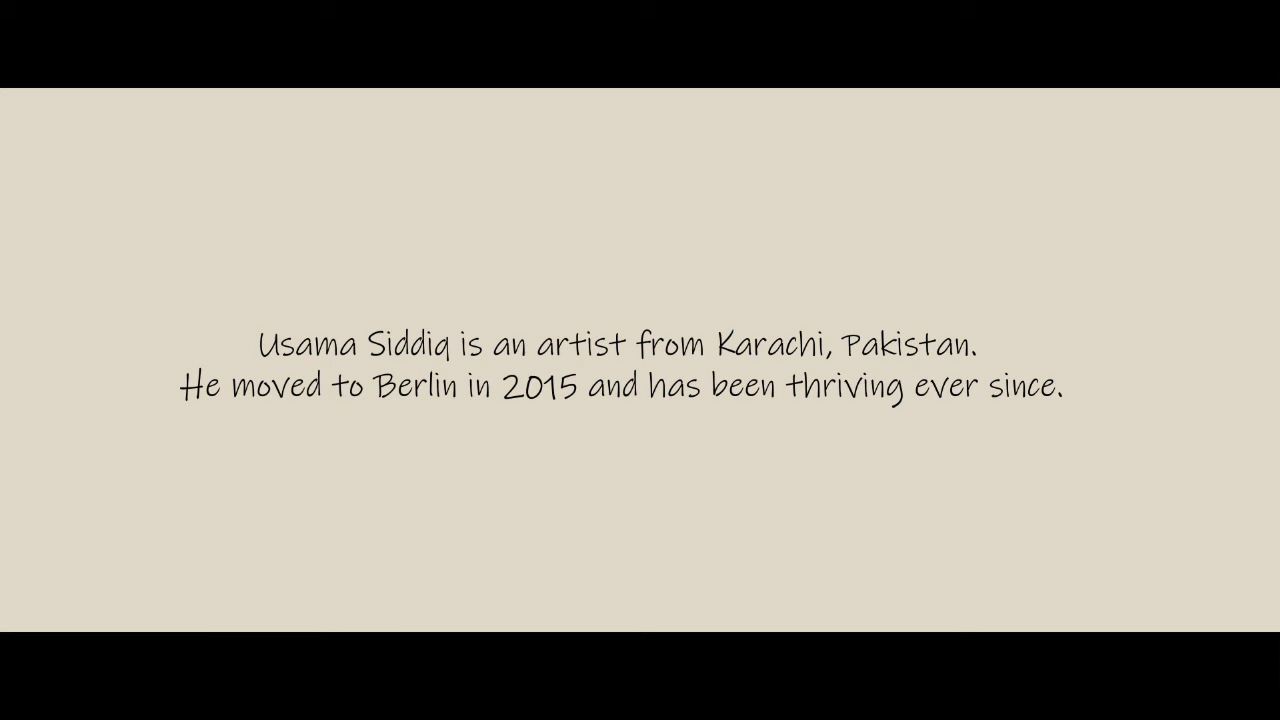 Usama Siddiq is an artist from Karachi, Pakistan.
He moved to Berlin in 2015 and has been thriving ever since.